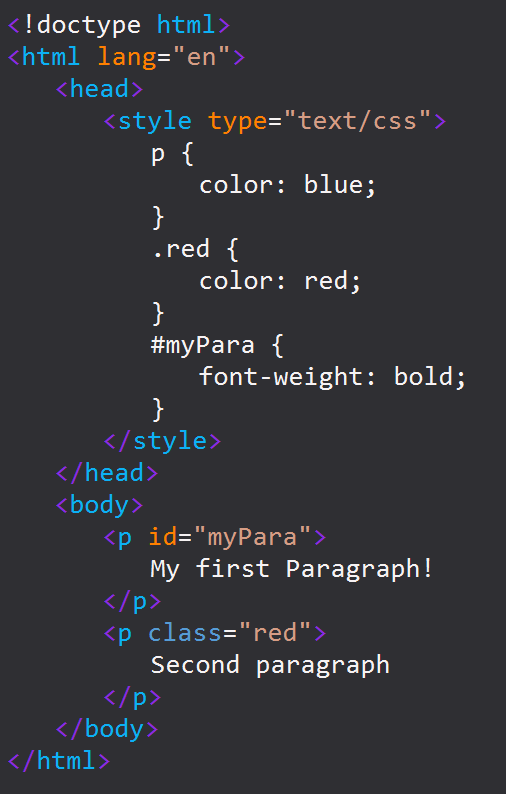 <!doctype html>
<html lang="en">
<head>
<style type="text/css">
p {
color: blue;
}
.red {
color: red;
}
#myPara {
font-weight: bold;
}
</style>
</head>
<body>
<p id="myPara">
My first Paragraph!
</p>
<p class="red">
Second paragraph
</p>
</body>
</html>